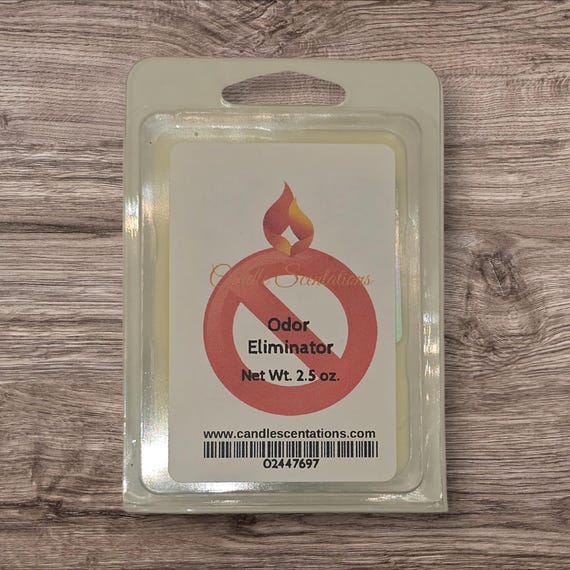 Candle Scentations
Odor
Eliminator
Net Wt. 2.5 oz.
www.candlescentations.com
02447697